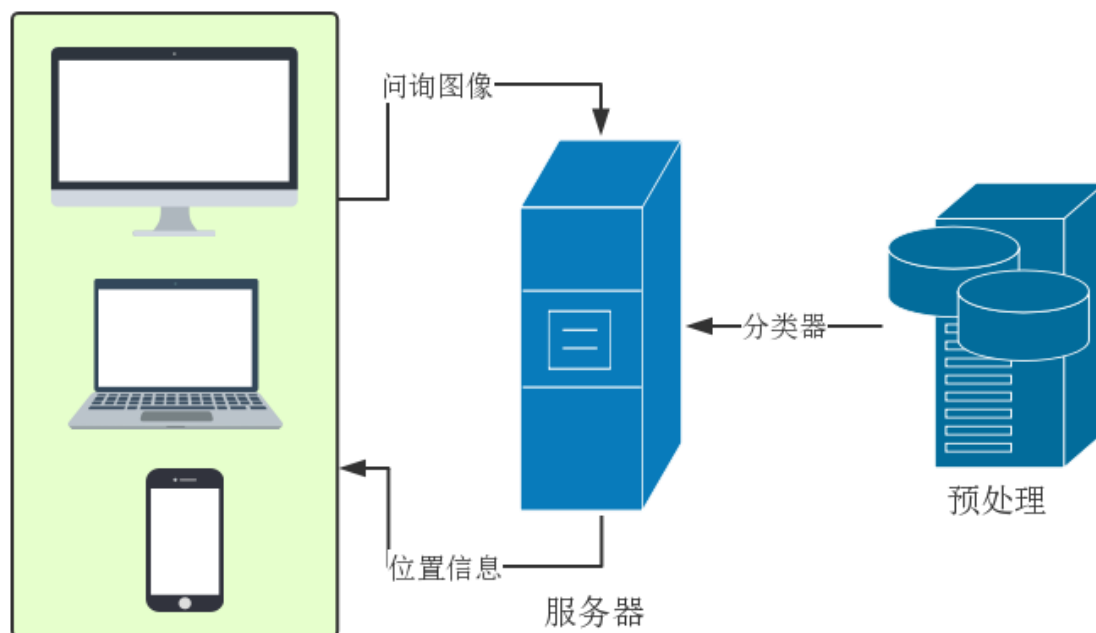 问询图像
分类器
预处理
位置信息
服务器